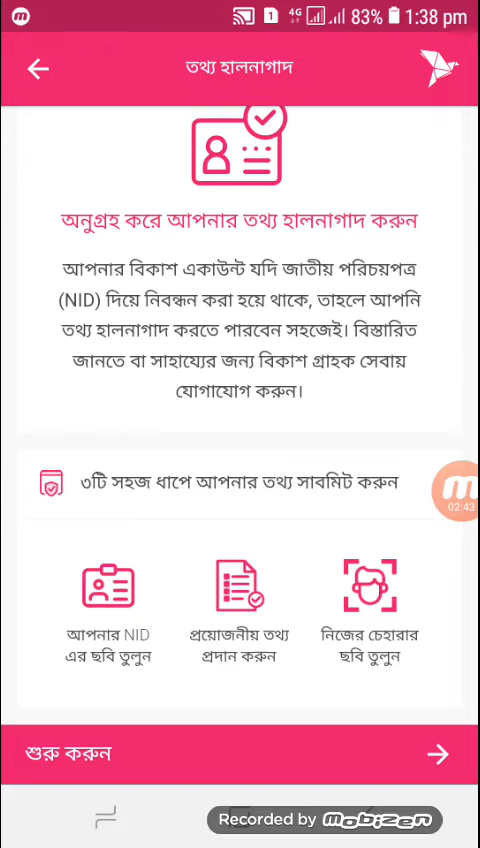 4G 83% 1:38 pm
তথ্য হালনাগাদ
অনুগ্রহ করে আপনার তথ্য হালনাগাদ করুন
আপনার বিকাশ একাউন্ট যদি জাতীয় পরিচয়পত্র
(NID) দিয়ে নিবন্ধন করা হয়ে থাকে, তাহলে আপনি
তথ্য হালনাগাদ করতে পারবেন সহজেই। বিস্তারিত
জানতে বা সাহায্যের জন্য বিকাশ গ্রাহক সেবায়
যোগাযোগ করুন।
৩টি সহজ ধাপে আপনার তথ্য সাবমিট করুন
02:43
আপনার NID
এর ছবি তুলুন
প্রয়োজনীয় তথ্য
প্রদান করুন
নিজের চেহারার
ছবি তুলুন
শুরু করুন
Recorded by mobizen